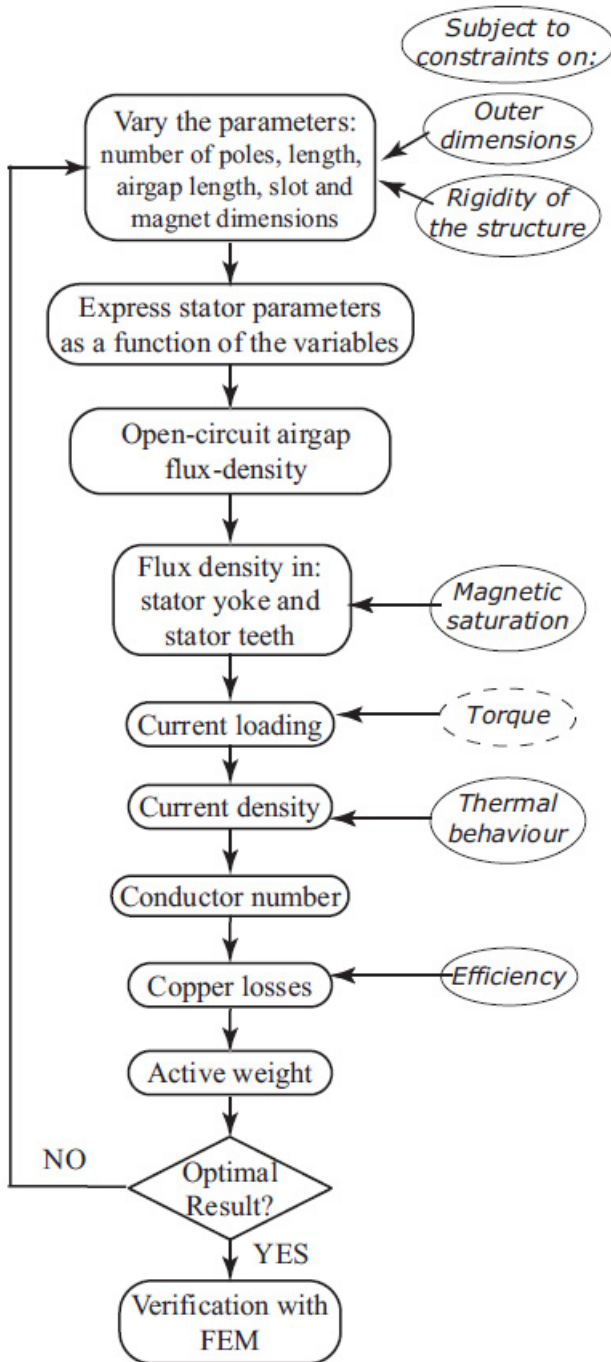 Subject to
constraints on:
Vary the parameters:
number of poles, length,
airgap length, slot and
magnet dimensions
Outer
dimensions
Rigidity of
the structure
Express stator parameters
as a function of the variables
Open-circuit airgap
flux-density
Flux density in:
stator yoke and
stator teeth
Magnetic
saturation
Current loading
Torque
Current density
Thermal
behaviour
Conductor number
Copper losses
Efficiency
Active weight
NO
Optimal
Result?
YES
Verification with
FEM